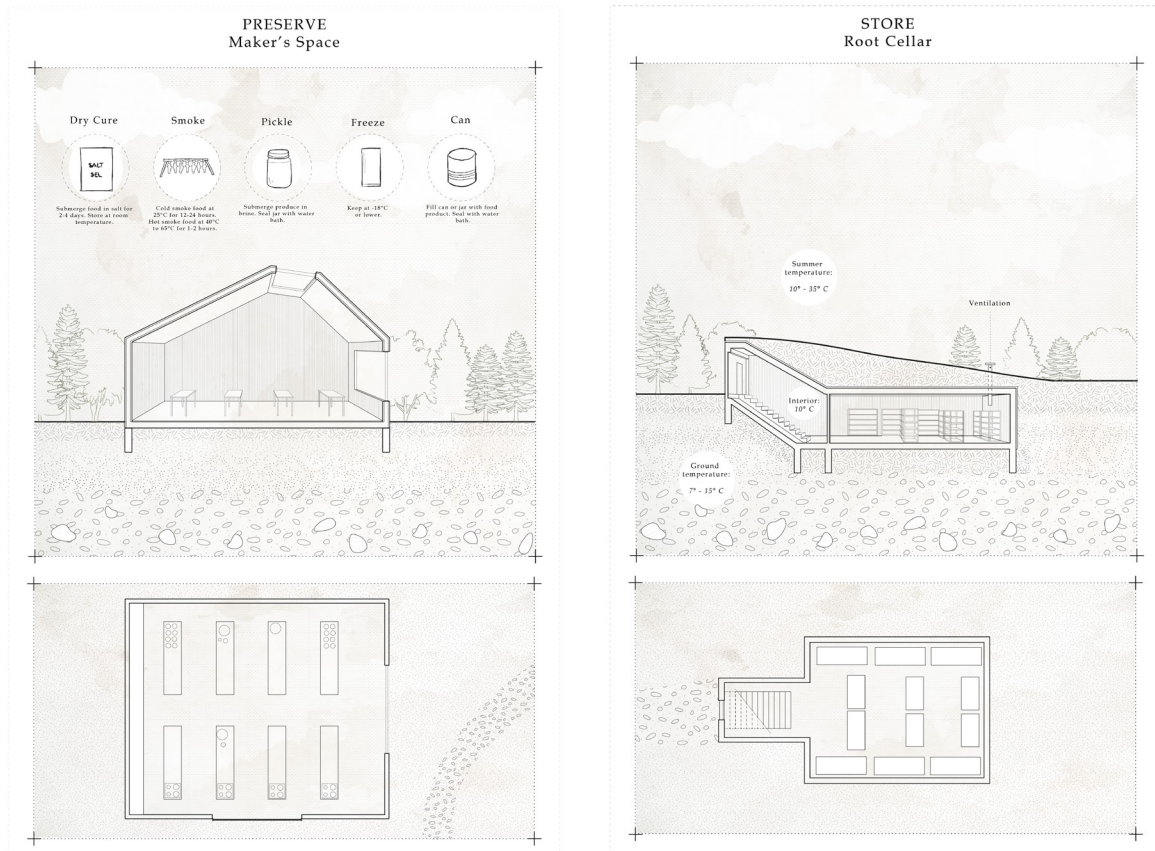 PRESERVE
Maker's Space
Dry Cure
SALT
SEL
Submerge food in salt for
2-4 days. Store at room
temperature.
Smoke
Cold smoke food at
25°C for 12-24 hours.
Hot smoke food at 40°C
to 65°C for 1-2 hours.
Pickle
Submerge produce in
brine. Seal jar with water
bath.
Freeze
Keep at -18°C
or lower.
Can
Fill can or jar with food
product. Seal with water
bath.
STORE
Root Cellar
Summer
temperature:
10° - 35° C
Ventilation
Interior:
10° C
Ground
temperature:
7° - 15° C